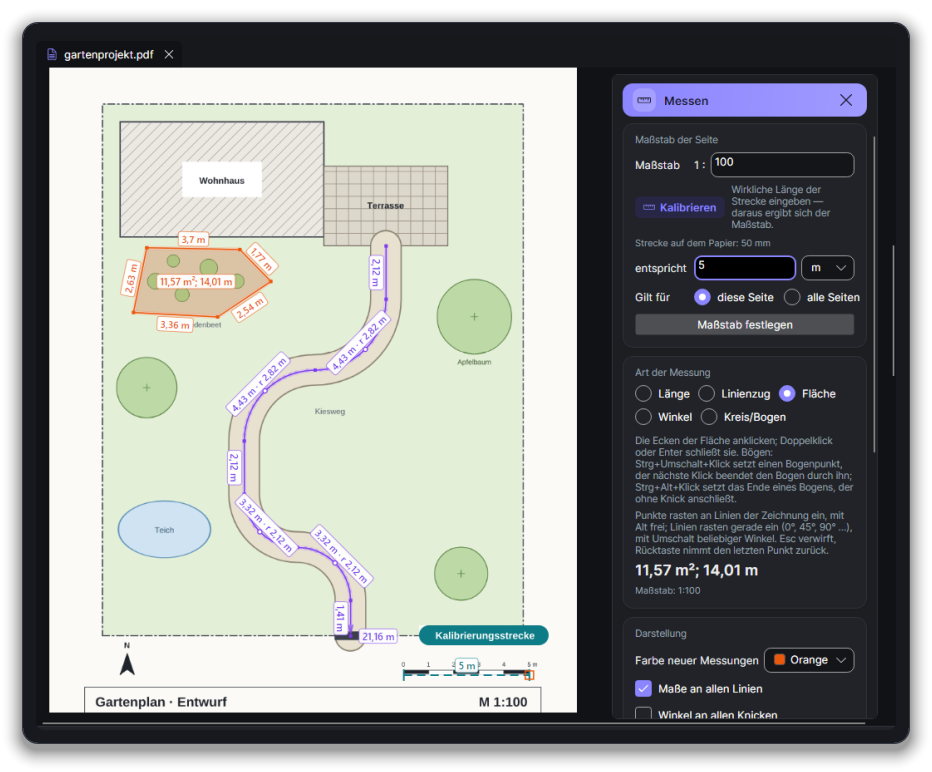 gartenprojekt.pdf
Wohnhaus
Terrasse
3,7 m
1,77 m
2,63 m
11,57 m²; 14,01 m
2,54 m
3,36 m
denbeet
2,12 m
4,43 m · r 2,82 m
4,43 m · r 2,82 m
Apfelbaum
Kiesweg
2,12 m
3,32 m · r 2,12 m
3,32 m · r 2,12 m
Teich
1,41 m
21,16 m
Kalibrierungsstrecke
N
0 1 2 3 4 5 m
5 m
Gartenplan · Entwurf
M 1:100
Messen
Maßstab der Seite
Maßstab 1 : 100
Kalibrieren
Wirkliche Länge der
Strecke eingeben —
daraus ergibt sich der
Maßstab.
Strecke auf dem Papier: 50 mm
entspricht 5 m
Gilt für diese Seite alle Seiten
Maßstab festlegen
Art der Messung
Länge Linienzug Fläche
Winkel Kreis/Bogen
Die Ecken der Fläche anklicken; Doppelklick
oder Enter schließt sie. Bögen:
Strg+Umschalt+Klick setzt einen Bogenpunkt,
der nächste Klick beendet den Bogen durch ihn;
Strg+Alt+Klick setzt das Ende eines Bogens, der
ohne Knick anschließt.
Punkte rasten an Linien der Zeichnung ein, mit
Alt frei; Linien rasten gerade ein (0°, 45°, 90° …),
mit Umschalt beliebiger Winkel. Esc verwirft,
Rücktaste nimmt den letzten Punkt zurück.
11,57 m²; 14,01 m
Maßstab: 1:100
Darstellung
Farbe neuer Messungen Orange
Maße an allen Linien
Winkel an allen Knicken